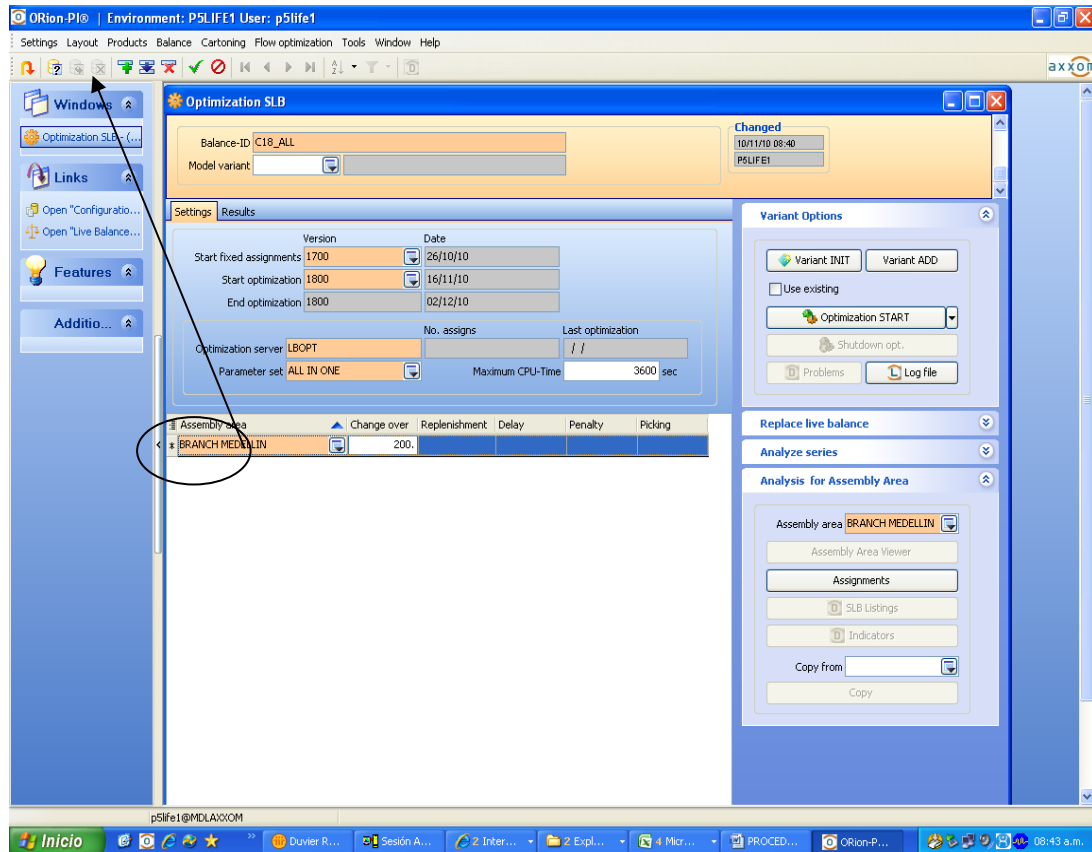 ORion-PI® | Environment: P5LIFE1 User: p5life1
Settings Layout Products Balance Cartoning Flow optimization Tools Window Help
axxom
Windows
Optimization SLB - (...
Links
Open "Configuratio...
Open "Live Balance...
Features
Additio...
Optimization SLB
Balance-ID C18_ALL
Model variant
Changed
10/11/10 08:40
P5LIFE1
Settings Results
Version Date
Start fixed assignments 1700 26/10/10
Start optimization 1800 16/11/10
End optimization 1800 02/12/10
No. assigns Last optimization
Optimization server LBOPT / /
Parameter set ALL IN ONE Maximum CPU-Time 3600 sec
Assembly area Change over Replenishment Delay Penalty Picking
BRANCH MEDELLIN 200.
Variant Options
Variant INIT Variant ADD
Use existing
Optimization START
Shutdown opt.
Problems Log file
Replace live balance
Analyze series
Analysis for Assembly Area
Assembly area BRANCH MEDELLIN
Assembly Area Viewer
Assignments
SLB Listings
Indicators
Copy from
Copy
p5life1@MDLAXXOM
Inicio Duvier R... Sesión A... 2 Inter... 2 Expl... 4 Micr... PROCED... ORion-P... 08:43 a.m.